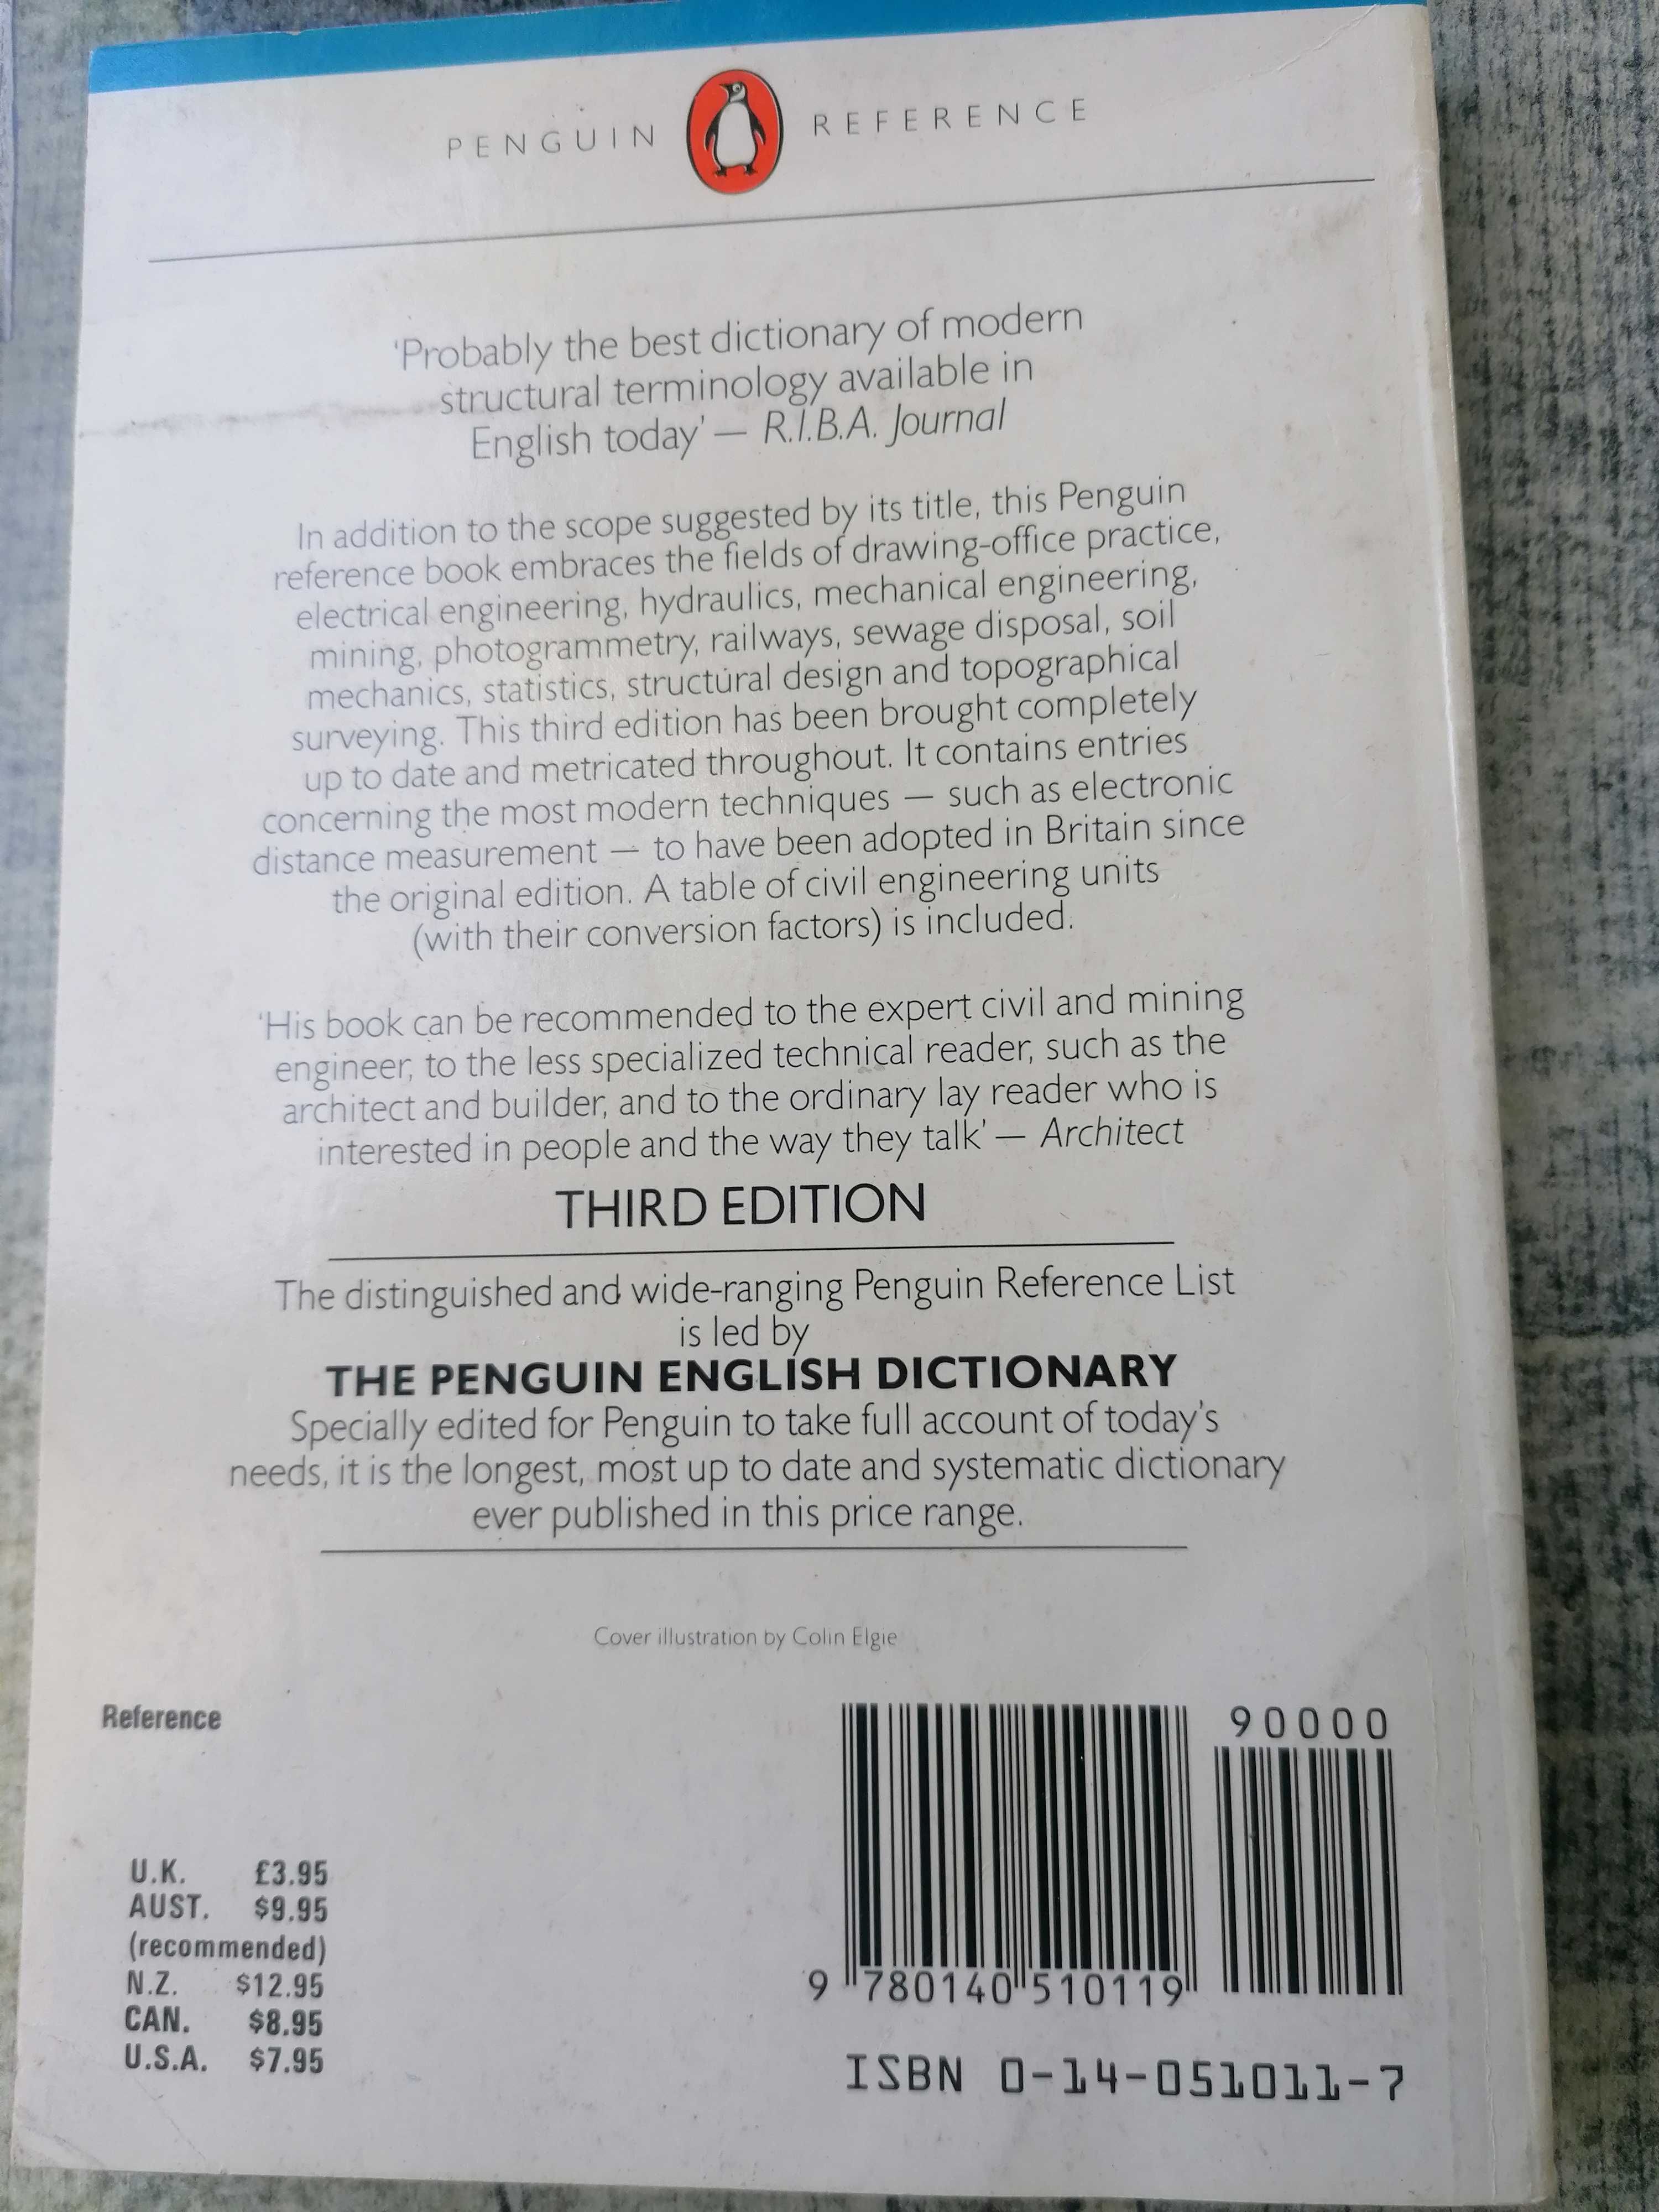 PENGUIN REFERENCE
‘Probably the best dictionary of modern
structural terminology available in
English today’ — R.I.B.A. Journal
In addition to the scope suggested by its title, this Penguin
reference book embraces the fields of drawing-office practice,
electrical engineering, hydraulics, mechanical engineering,
mining, photogrammetry, railways, sewage disposal, soil
mechanics, statistics, structural design and topographical
surveying. This third edition has been brought completely
up to date and metricated throughout. It contains entries
concerning the most modern techniques — such as electronic
distance measurement — to have been adopted in Britain since
the original edition. A table of civil engineering units
(with their conversion factors) is included.
‘His book can be recommended to the expert civil and mining
engineer, to the less specialized technical reader, such as the
architect and builder, and to the ordinary lay reader who is
interested in people and the way they talk’ — Architect
THIRD EDITION
The distinguished and wide-ranging Penguin Reference List
is led by
THE PENGUIN ENGLISH DICTIONARY
Specially edited for Penguin to take full account of today’s
needs, it is the longest, most up to date and systematic dictionary
ever published in this price range.
Cover illustration by Colin Elgie
Reference
U.K. £3.95
AUST. $9.95
(recommended)
N.Z. $12.95
CAN. $8.95
U.S.A. $7.95
90000
9 780140 510119
ISBN 0-14-051011-7